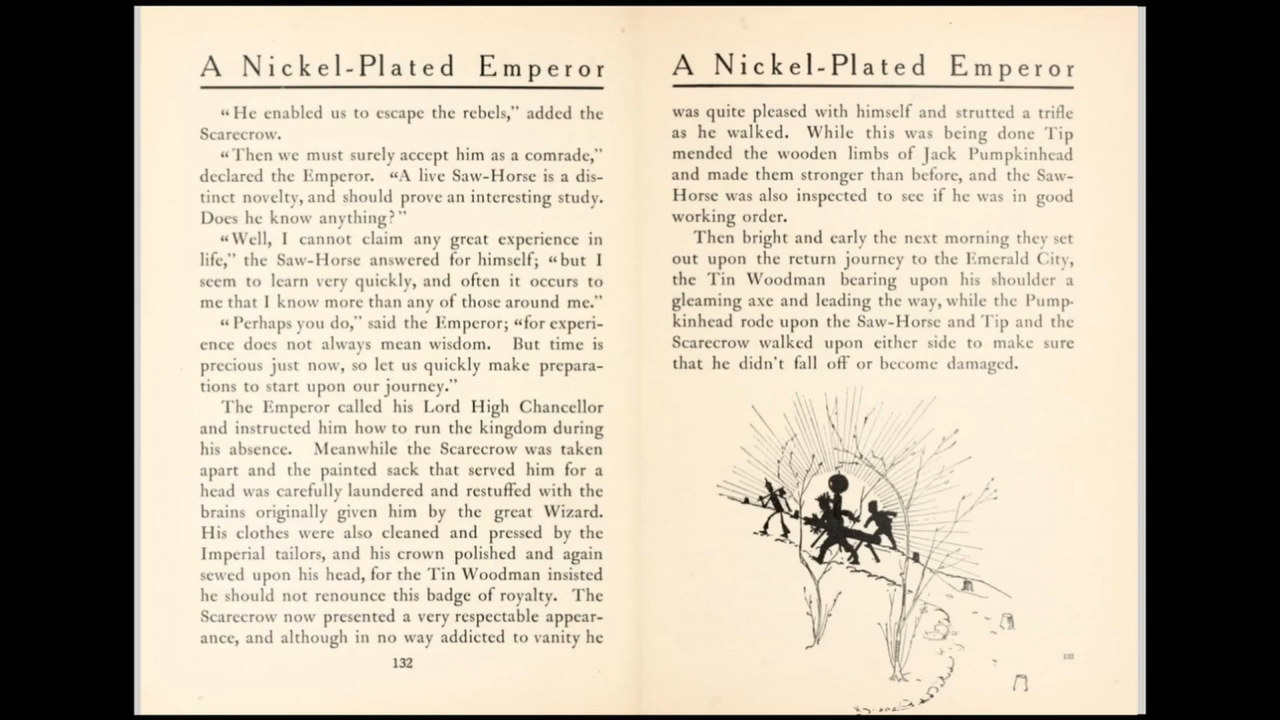 A Nickel-Plated Emperor
“He enabled us to escape the rebels,” added the
Scarecrow.
“Then we must surely accept him as a comrade,”
declared the Emperor. “A live Saw-Horse is a dis-
tinct novelty, and should prove an interesting study.
Does he know anything?”
“Well, I cannot claim any great experience in
life,” the Saw-Horse answered for himself; “but I
seem to learn very quickly, and often it occurs to
me that I know more than any of those around me.”
“Perhaps you do,” said the Emperor; “for experi-
ence does not always mean wisdom. But time is
precious just now, so let us quickly make prepara-
tions to start upon our journey.”
The Emperor called his Lord High Chancellor
and instructed him how to run the kingdom during
his absence. Meanwhile the Scarecrow was taken
apart and the painted sack that served him for a
head was carefully laundered and restuffed with the
brains originally given him by the great Wizard.
His clothes were also cleaned and pressed by the
Imperial tailors, and his crown polished and again
sewed upon his head, for the Tin Woodman insisted
he should not renounce this badge of royalty. The
Scarecrow now presented a very respectable appear-
ance, and although in no way addicted to vanity he
132
A Nickel-Plated Emperor
was quite pleased with himself and strutted a trifle
as he walked. While this was being done Tip
mended the wooden limbs of Jack Pumpkinhead
and made them stronger than before, and the Saw-
Horse was also inspected to see if he was in good
working order.
Then bright and early the next morning they set
out upon the return journey to the Emerald City,
the Tin Woodman bearing upon his shoulder a
gleaming axe and leading the way, while the Pump-
kinhead rode upon the Saw-Horse and Tip and the
Scarecrow walked upon either side to make sure
that he didn’t fall off or become damaged.
133